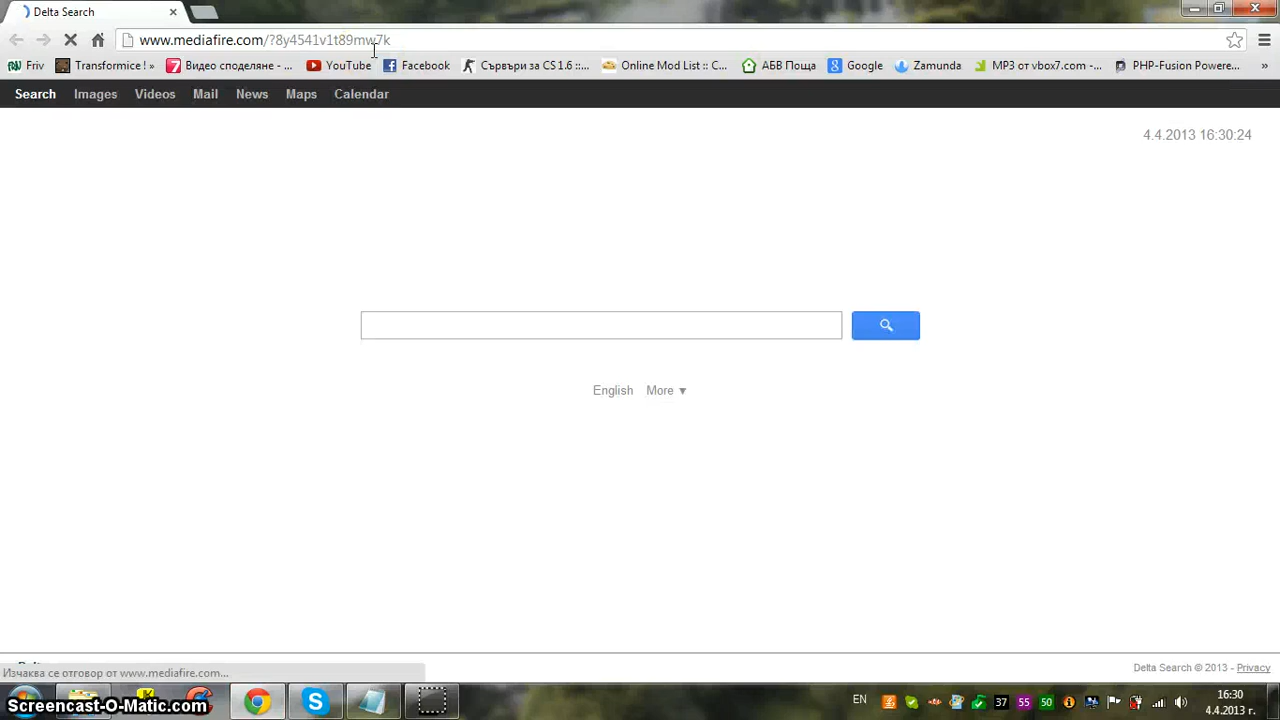 Delta Search
www.mediafire.com/?8y4541v1t89mw7k
Friv Transformice ! » Видео споделяне - ... YouTube Facebook Сървъри за CS 1.6 ::... Online Mod List :: C... АБВ Поща Google Zamunda MP3 от vbox7.com -... PHP-Fusion Powere... »
Search Images Videos Mail News Maps Calendar
4.4.2013 16:30:24
English More ▼
Изчаква се отговор от www.mediafire.com...
Delta Search © 2013 - Privacy
Screencast-O-Matic.com
EN 37 55 50 16:30
4.4.2013 г.